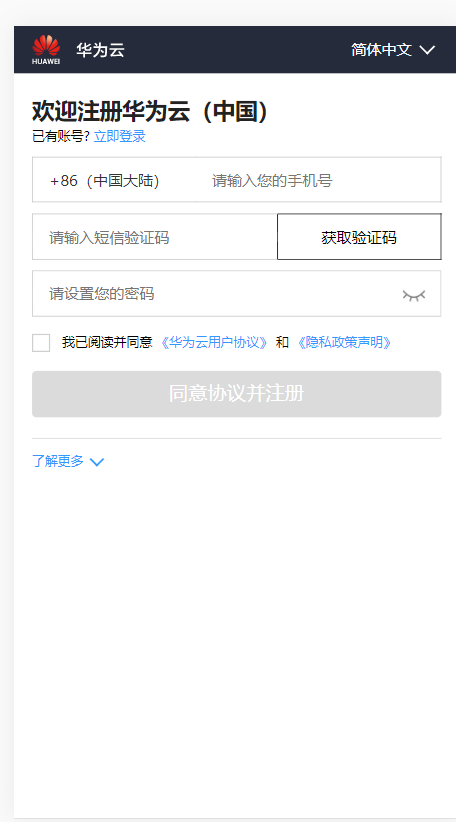 HUAWEI 华为云 简体中文
欢迎注册华为云（中国）
已有账号? 立即登录
+86（中国大陆） 请输入您的手机号
请输入短信验证码 获取验证码
请设置您的密码
我已阅读并同意 《华为云用户协议》 和 《隐私政策声明》
同意协议并注册
了解更多